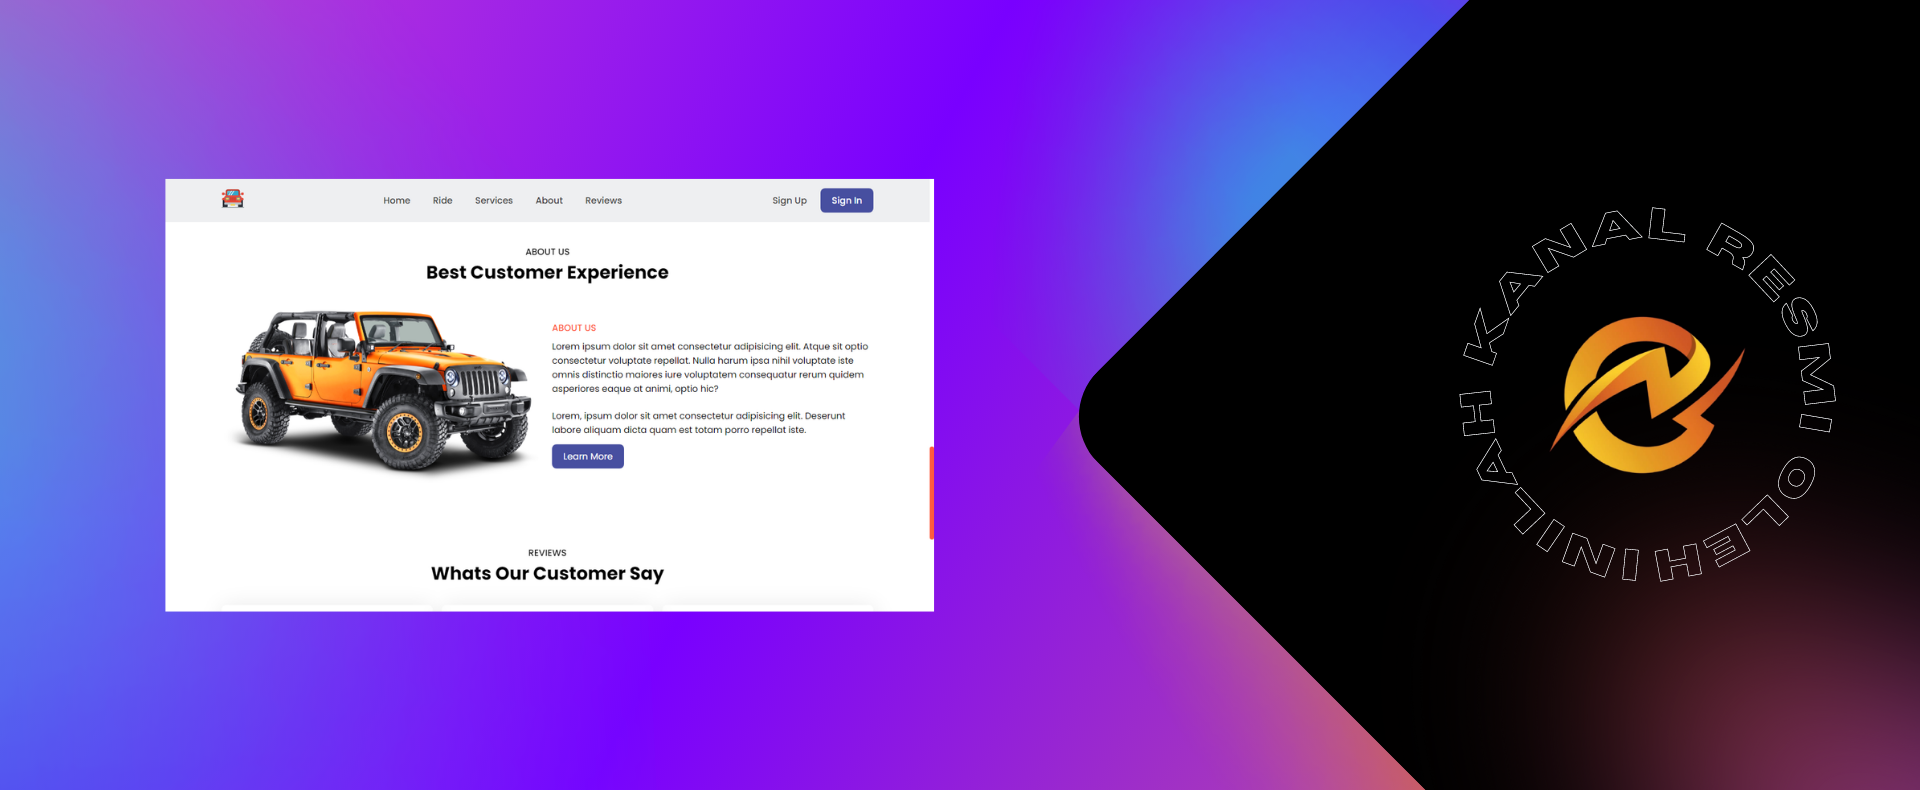 Home Ride Services About Reviews Sign Up Sign In
ABOUT US
Best Customer Experience
ABOUT US
Lorem ipsum dolor sit amet consectetur adipisicing elit. Atque sit optio
consectetur voluptate repellat. Nulla harum ipsa nihil voluptate iste
omnis distinctio maiores iure voluptatem consequatur rerum quidem
asperiores eaque at animi, optio hic?
Lorem, ipsum dolor sit amet consectetur adipisicing elit. Deserunt
labore aliquam dicta quam est totam porro repellat iste.
Learn More
REVIEWS
Whats Our Customer Say
KANAL RESMI OLEHINILAH